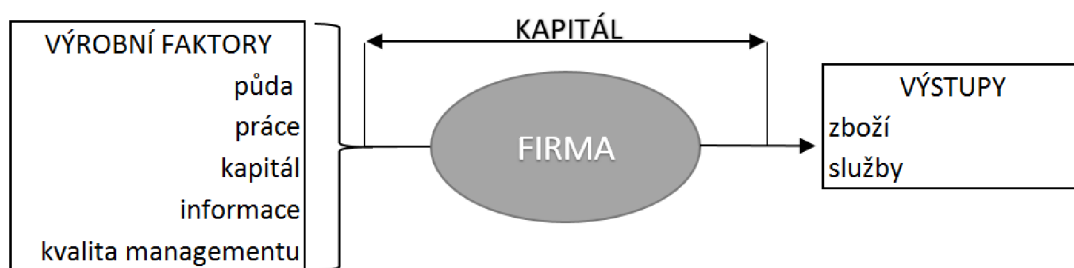 VÝROBNÍ FAKTORY
půda
práce
kapitál
informace
kvalita managementu
KAPITÁL
FIRMA
VÝSTUPY
zboží
služby